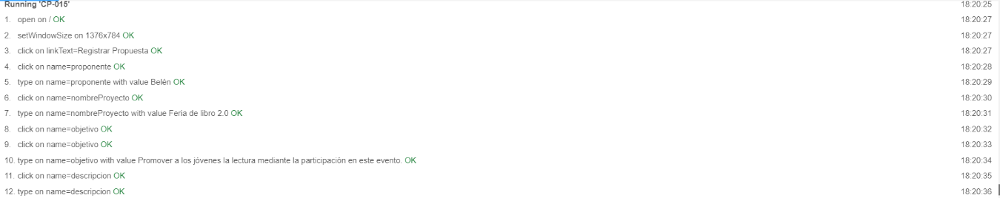 Running 'CP-015' 18:20:25
1. open on / OK 18:20:27
2. setWindowSize on 1376x784 OK 18:20:27
3. click on linkText=Registrar Propuesta OK 18:20:27
4. click on name=proponente OK 18:20:28
5. type on name=proponente with value Belén OK 18:20:29
6. click on name=nombreProyecto OK 18:20:30
7. type on name=nombreProyecto with value Feria de libro 2.0 OK 18:20:31
8. click on name=objetivo OK 18:20:32
9. click on name=objetivo OK 18:20:33
10. type on name=objetivo with value Promover a los jóvenes la lectura mediante la participación en este evento. OK 18:20:34
11. click on name=descripcion OK 18:20:35
12. type on name=descripcion OK 18:20:36